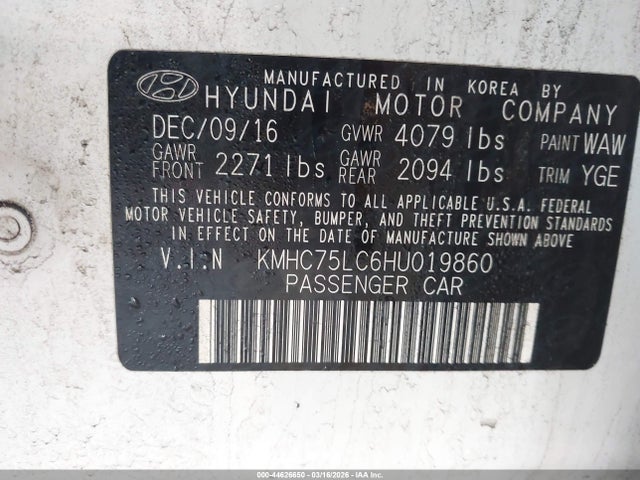 MANUFACTURED IN KOREA BY
HYUNDAI MOTOR COMPANY
DEC/09/16 GVWR 4079 lbs PAINT WAW
GAWR FRONT 2271 lbs GAWR REAR 2094 lbs TRIM YGE
THIS VEHICLE CONFORMS TO ALL APPLICABLE U.S.A. FEDERAL
MOTOR VEHICLE SAFETY, BUMPER, AND THEFT PREVENTION STANDARDS
IN EFFECT ON THE DATE OF MANUFACTURE SHOWN ABOVE
V.I.N KMHC75LC6HU019860
PASSENGER CAR
000-44626650 - 03/16/2026 - IAAI.COM